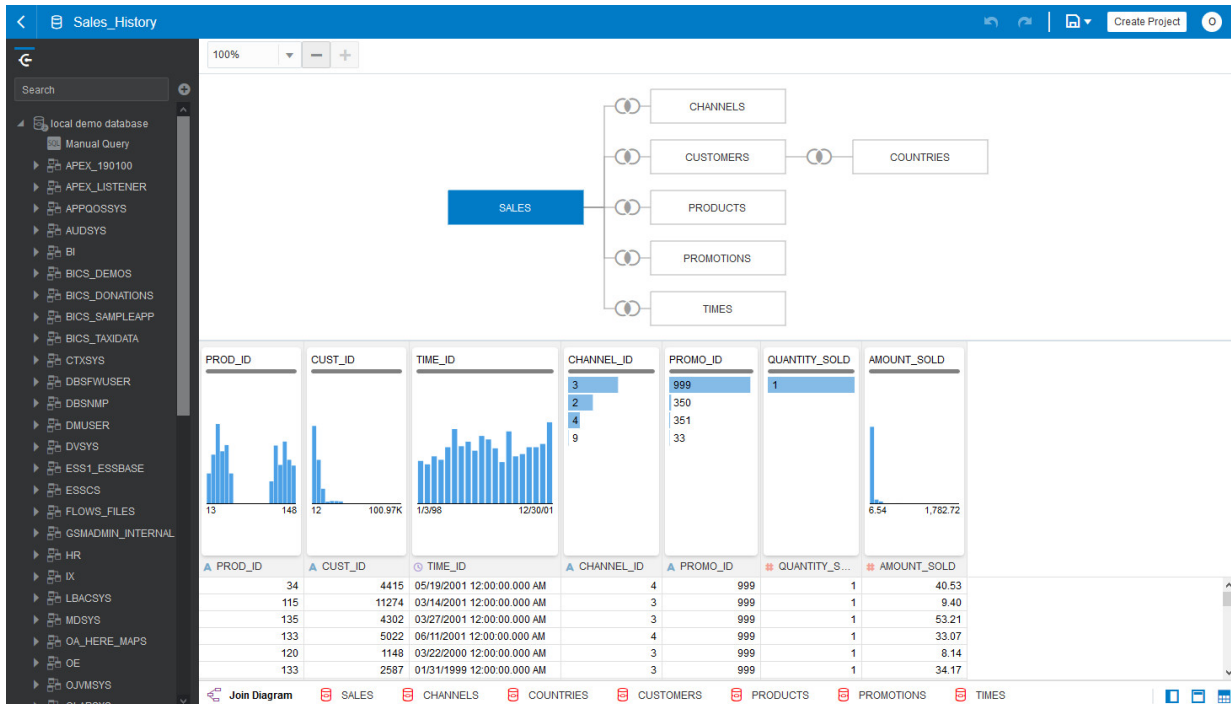 Sales_History
Create Project
O
100%
Search
local demo database
SQL Manual Query
APEX_190100
APEX_LISTENER
APPQOSSYS
AUDSYS
BI
BICS_DEMOS
BICS_DONATIONS
BICS_SAMPLEAPP
BICS_TAXIDATA
CTXSYS
DBSFWUSER
DBSNMP
DMUSER
DVSYS
ESS1_ESSBASE
ESSCS
FLOWS_FILES
GSMADMIN_INTERNAL
HR
IX
LBACSYS
MDSYS
OA_HERE_MAPS
OE
OJVMSYS
CHANNELS
CUSTOMERS COUNTRIES
SALES PRODUCTS
PROMOTIONS
TIMES
PROD_ID CUST_ID TIME_ID CHANNEL_ID PROMO_ID QUANTITY_SOLD AMOUNT_SOLD
3 999 1
2 350
4 351
9 33
13 148 12 100.97K 1/3/98 12/30/01 6.54 1,782.72
A PROD_ID A CUST_ID TIME_ID A CHANNEL_ID A PROMO_ID # QUANTITY_S... # AMOUNT_SOLD
34 4415 05/19/2001 12:00:00.000 AM 4 999 1 40.53
115 11274 03/14/2001 12:00:00.000 AM 3 999 1 9.40
135 4302 03/27/2001 12:00:00.000 AM 3 999 1 53.21
133 5022 06/11/2001 12:00:00.000 AM 4 999 1 33.07
120 1148 03/22/2000 12:00:00.000 AM 3 999 1 8.14
133 2587 01/31/1999 12:00:00.000 AM 3 999 1 34.17
Join Diagram SALES CHANNELS COUNTRIES CUSTOMERS PRODUCTS PROMOTIONS TIMES